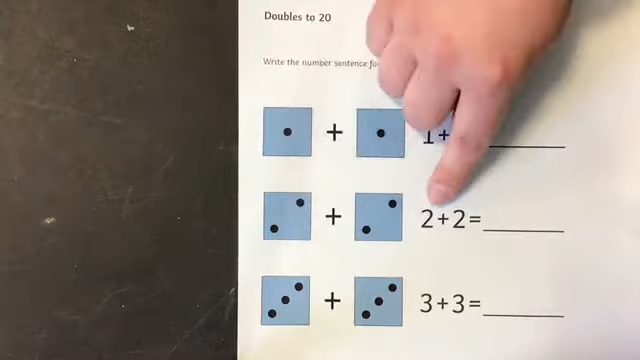 Doubles to 20
Write the number sentence fo
+ 1+
+ 2+2=
+ 3+3=